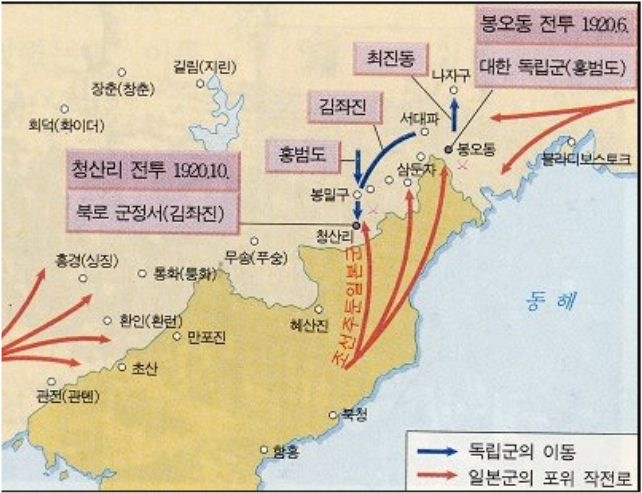 봉오동 전투 1920.6.
대한 독립군(홍범도)
최진동
나자구
길림(지린)
장춘(창춘)
김좌진
서대파
회덕(화이더)
홍범도
삼둔자
봉오동
블라디보스토크
청산리 전투 1920.10.
북로 군정서(김좌진)
봉밀구
청산리
무송(푸숭)
흥경(싱징)
통화(퉁화)
조선주둔일본군
동해
환인(환런)
혜산진
만포진
초산
관전(관뎬)
북청
함흥
독립군의 이동
일본군의 포위 작전로